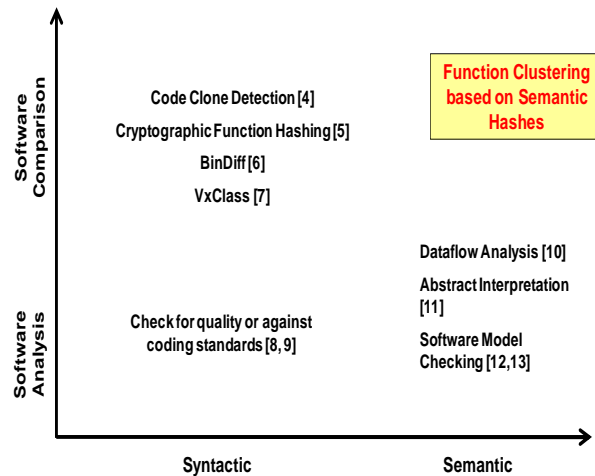 Software
Comparison
Code Clone Detection [4]
Cryptographic Function Hashing [5]
BinDiff [6]
VxClass [7]
Function Clustering
based on Semantic
Hashes
Software
Analysis
Check for quality or against
coding standards [8, 9]
Dataflow Analysis [10]
Abstract Interpretation
[11]
Software Model
Checking [12,13]
Syntactic
Semantic